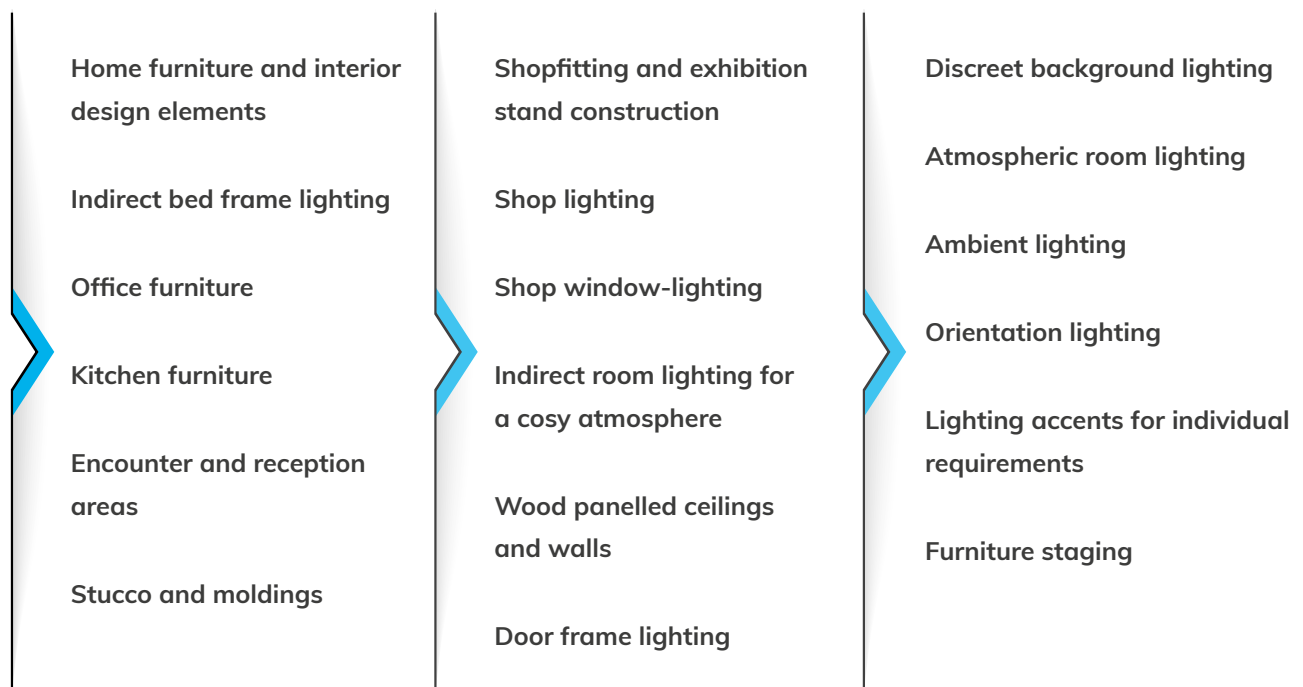 Home furniture and interior
design elements
Indirect bed frame lighting
Office furniture
Kitchen furniture
Encounter and reception
areas
Stucco and moldings
Shopfitting and exhibition
stand construction
Shop lighting
Shop window-lighting
Indirect room lighting for
a cosy atmosphere
Wood panelled ceilings
and walls
Door frame lighting
Discreet background lighting
Atmospheric room lighting
Ambient lighting
Orientation lighting
Lighting accents for individual
requirements
Furniture staging